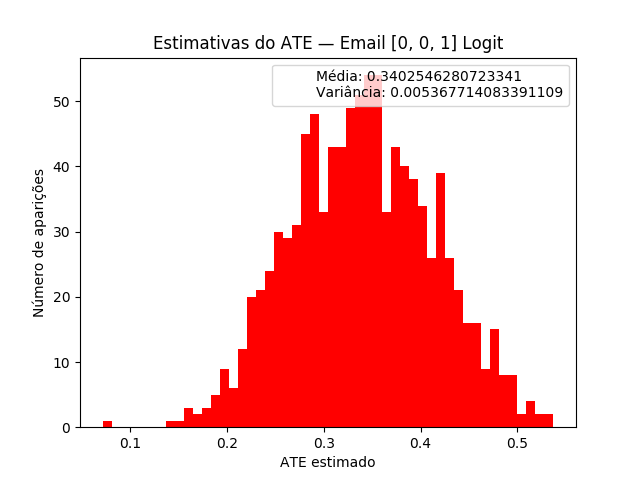 Estimativas do ATE — Email [0, 0, 1] Logit
Média: 0.3402546280723341
Variância: 0.005367714083391109
Número de aparições
50
40
30
20
10
0
0.1 0.2 0.3 0.4 0.5
ATE estimado